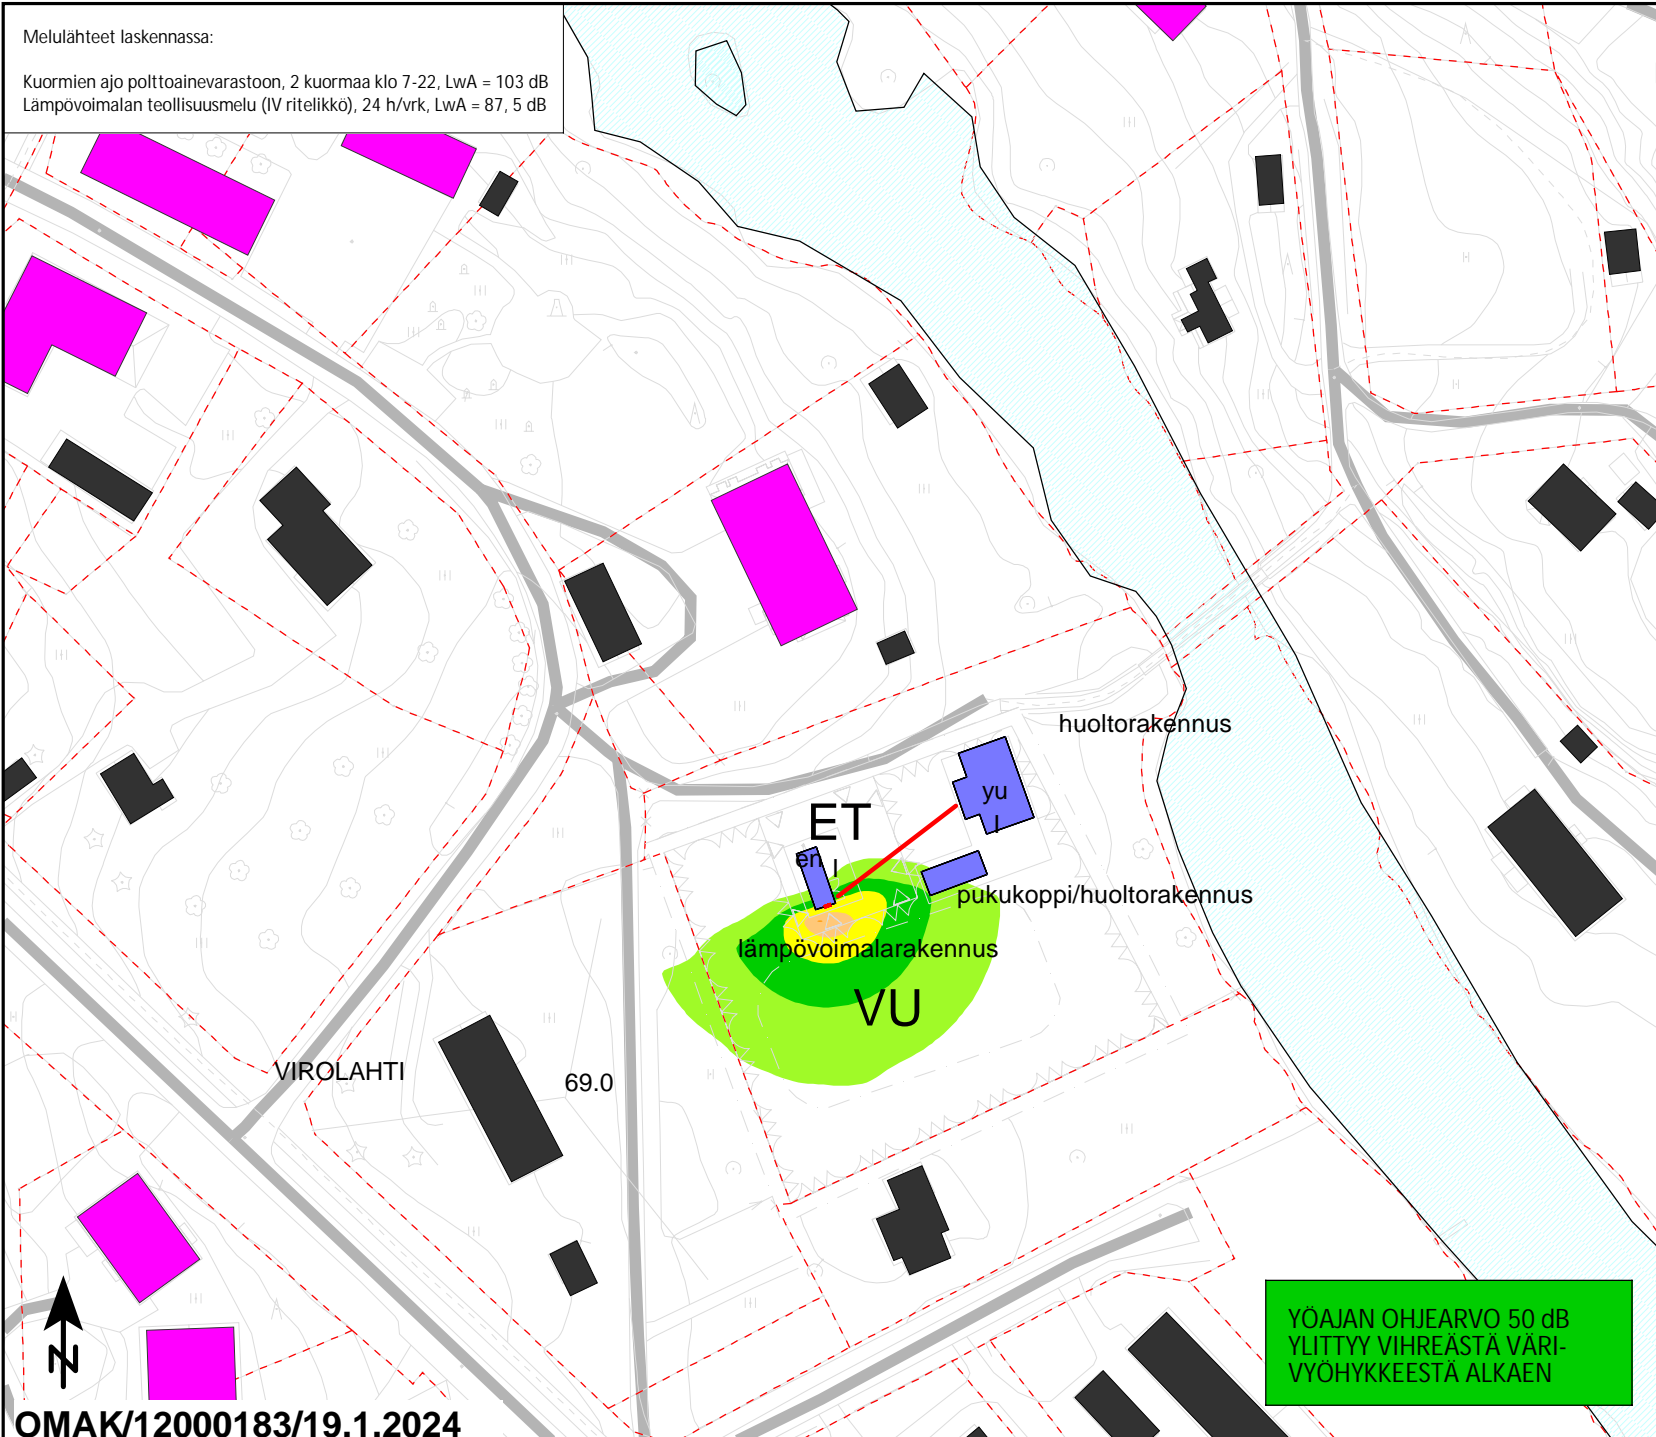 Melulähteet laskennassa:
Kuormien ajo polttoainevarastoon, 2 kuormaa klo 7-22, LwA = 103 dB
Lämpövoimalan teollisuusmelu (IV ritelikkö), 24 h/vrk, LwA = 87, 5 dB
huoltorakennus
yu
I
ET
en
I
pukukoppi/huoltorakennus
lämpövoimalarakennus
VU
VIROLAHTI
69.0
YÖAJAN OHJEARVO 50 dB
YLITTYY VIHREÄSTÄ VÄRI-
VYÖHYKKEESTÄ ALKAEN
N
OMAK/12000183/19.1.2024